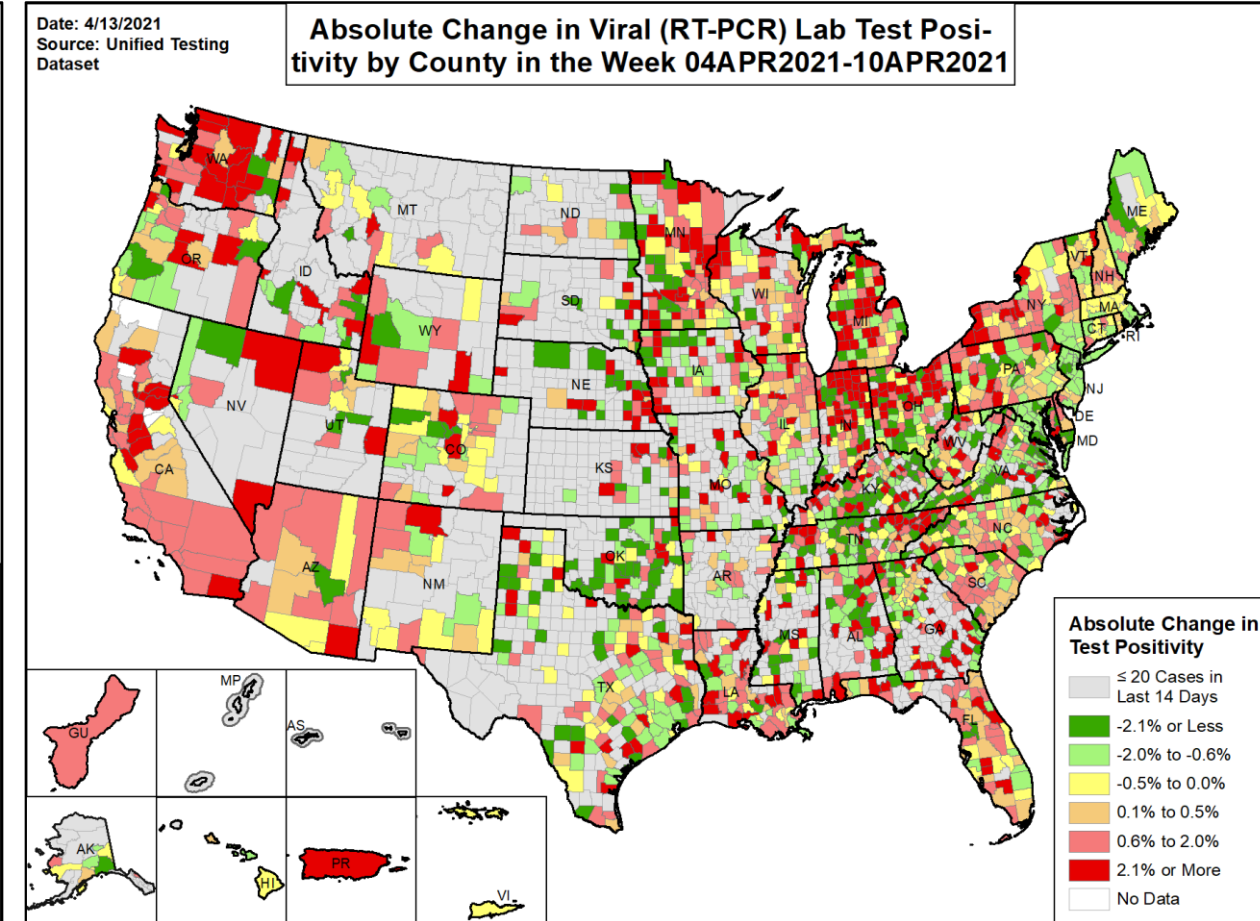 Date: 4/13/2021
Source: Unified Testing
Dataset
Absolute Change in Viral (RT-PCR) Lab Test Posi-
tivity by County in the Week 04APR2021-10APR2021
WA
MT
ND
MN
ME
OR
ID
SD
WI
VT
NH
NY
MA
CT
RI
WY
MI
IA
NE
PA
NJ
NV
UT
CO
IL
IN
OH
DE
MD
WV
VA
CA
KS
MO
KY
NC
TN
AZ
NM
OK
AR
SC
MS
AL
GA
TX
LA
FL
GU
MP
AS
AK
HI
PR
VI
Absolute Change in
Test Positivity
≤ 20 Cases in
Last 14 Days
-2.1% or Less
-2.0% to -0.6%
-0.5% to 0.0%
0.1% to 0.5%
0.6% to 2.0%
2.1% or More
No Data